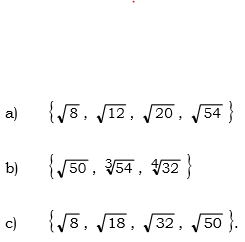 a) {√8 , √12 , √20 , √54 }
b) {√50 , ∛54 , ∜32 }
c) {√8 , √18 , √32 , √50 }.